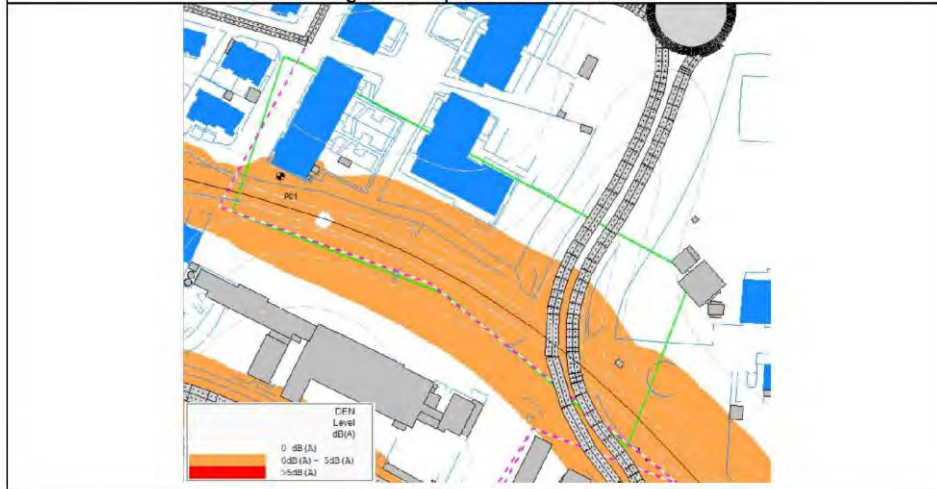 P01
DEN
Level
dB(A)
0 dB(A)
0dB(A) - 5dB(A)
>5dB(A)